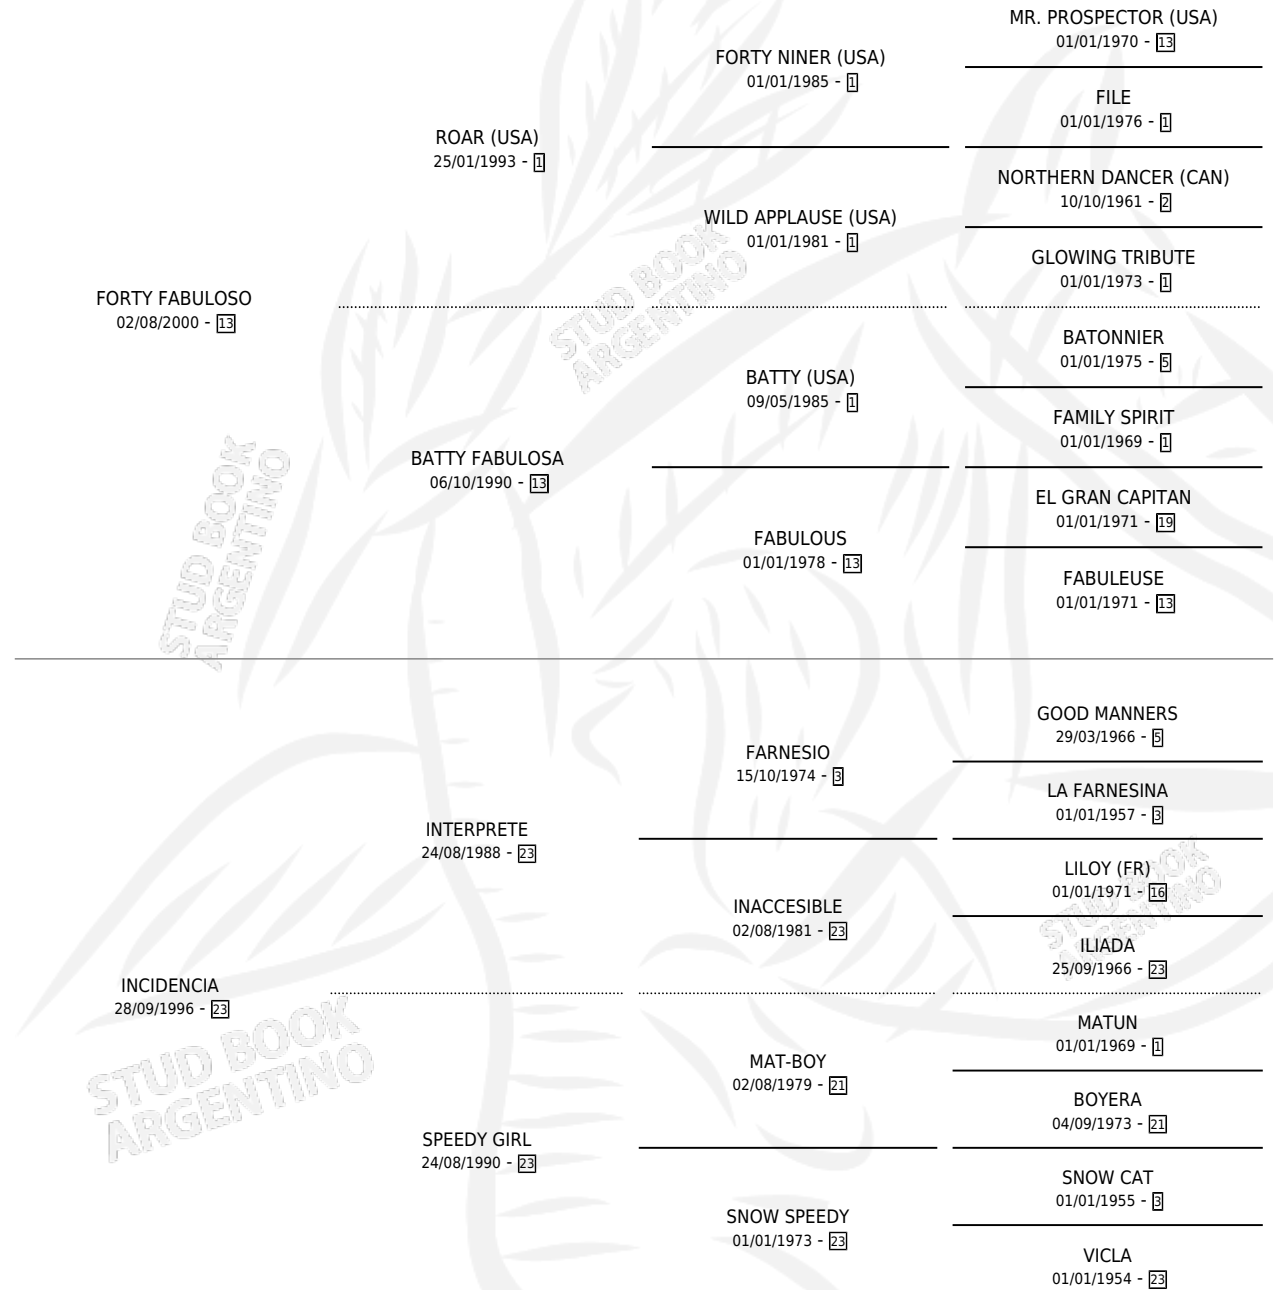 MR. PROSPECTOR (USA)
01/01/1970 - 13
FORTY NINER (USA)
01/01/1985 - 1
FILE
01/01/1976 - 1
ROAR (USA)
25/01/1993 - 1
NORTHERN DANCER (CAN)
10/10/1961 - 2
WILD APPLAUSE (USA)
01/01/1981 - 1
GLOWING TRIBUTE
01/01/1973 - 1
FORTY FABULOSO
02/08/2000 - 13
BATONNIER
01/01/1975 - 5
BATTY (USA)
09/05/1985 - 1
FAMILY SPIRIT
01/01/1969 - 1
BATTY FABULOSA
06/10/1990 - 13
EL GRAN CAPITAN
01/01/1971 - 19
FABULOUS
01/01/1978 - 13
FABULEUSE
01/01/1971 - 13
GOOD MANNERS
29/03/1966 - 5
FARNESIO
15/10/1974 - 3
LA FARNESINA
01/01/1957 - 3
INTERPRETE
24/08/1988 - 23
LILOY (FR)
01/01/1971 - 16
INACCESIBLE
02/08/1981 - 23
ILIADA
25/09/1966 - 23
INCIDENCIA
28/09/1996 - 23
MATUN
01/01/1969 - 1
MAT-BOY
02/08/1979 - 21
BOYERA
04/09/1973 - 21
SPEEDY GIRL
24/08/1990 - 23
SNOW CAT
01/01/1955 - 3
SNOW SPEEDY
01/01/1973 - 23
VICLA
01/01/1954 - 23
STUD BOOK
ARGENTINO
STUD BOOK
ARGENTINO
STUD BOOK
ARGENTINO
STUD BOOK
ARGENTINO